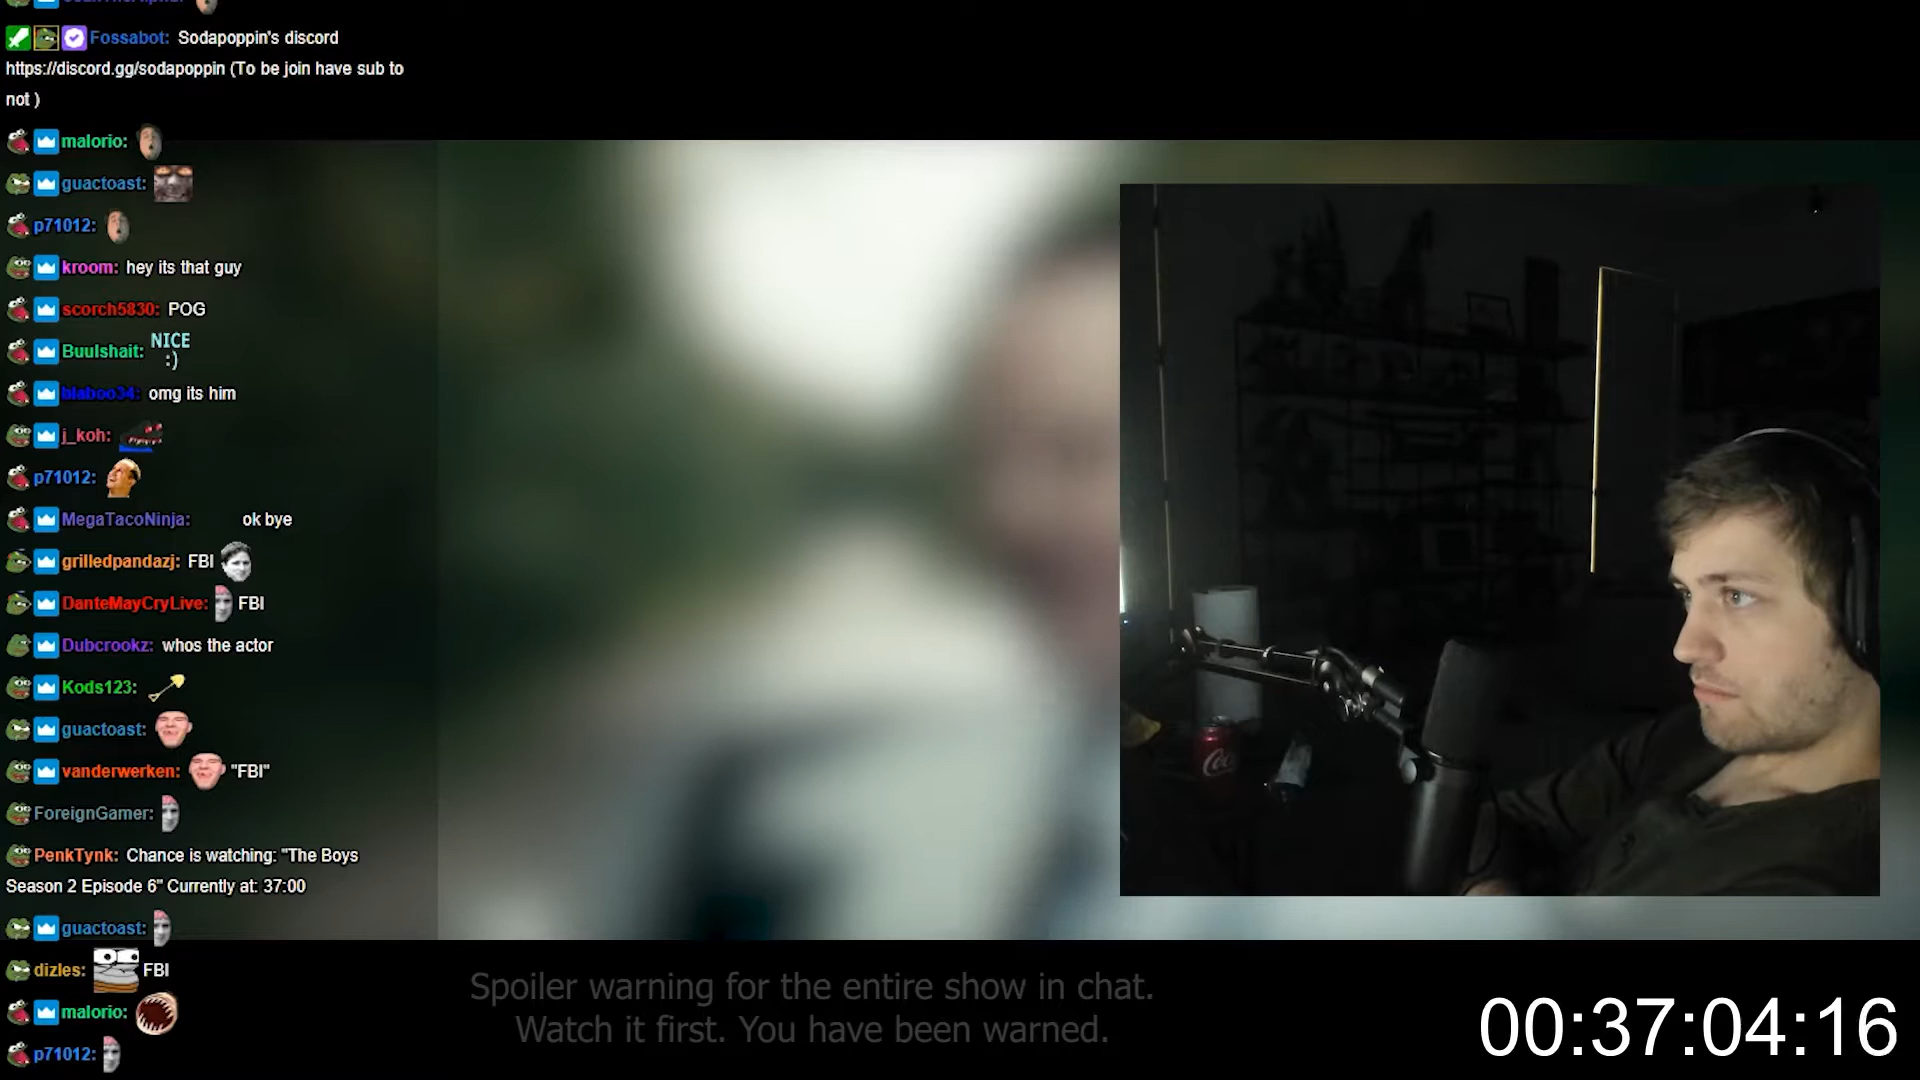 Fossabot: Sodapoppin's discord
https://discord.gg/sodapoppin (To be join have sub to
not )
malorio:
guactoast:
p71012:
kroom: hey its that guy
scorch5830: POG
Buulshait: NICE
:)
blaboo34: omg its him
j_koh:
p71012:
MegaTacoNinja: ok bye
grilledpandazj: FBI
DanteMayCryLive: FBI
Dubcrookz: whos the actor
Kods123:
guactoast:
vanderwerken: "FBI"
ForeignGamer:
PenkTynk: Chance is watching: "The Boys
Season 2 Episode 6" Currently at: 37:00
guactoast:
dizles: FBI
malorio:
p71012:
Spoiler warning for the entire show in chat.
Watch it first. You have been warned.
00:37:04:16